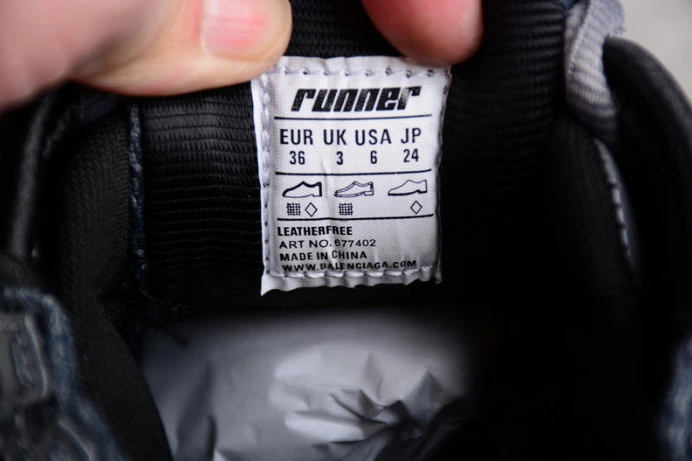 runner
EUR UK USA JP
36 3 6 24
LEATHERFREE
ART NO. 677402
MADE IN CHINA
WWW.BALENCIAGA.COM